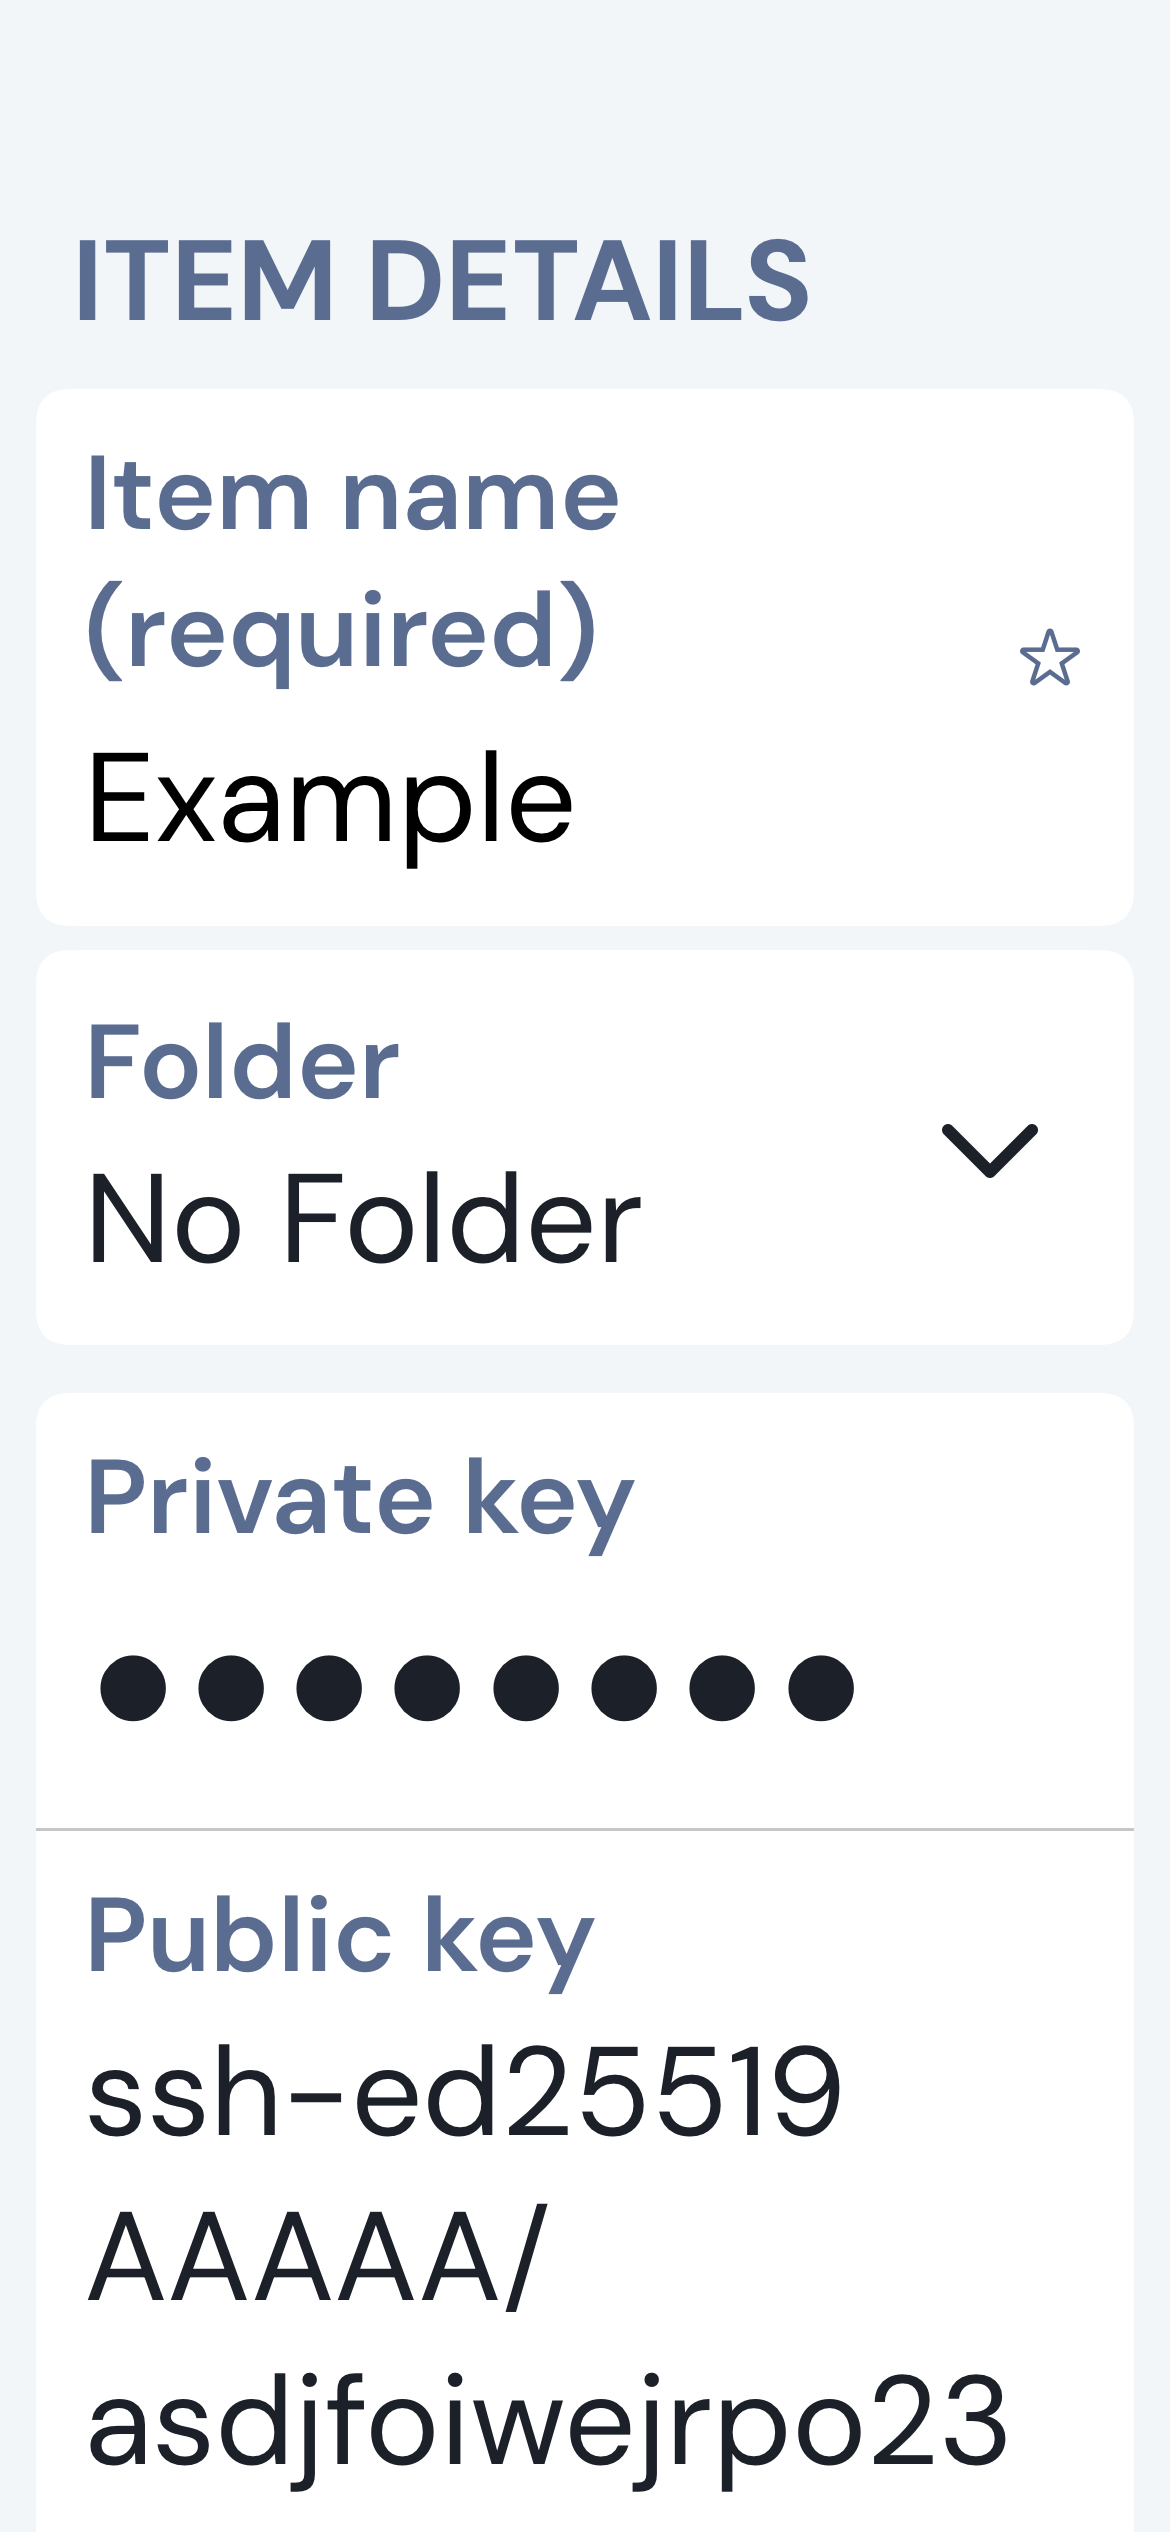 ITEM DETAILS
Item name
(required)
Example
Folder
No Folder
Private key
●●●●●●●●
Public key
ssh-ed25519
AAAAA/
asdjfoiwejrpo23